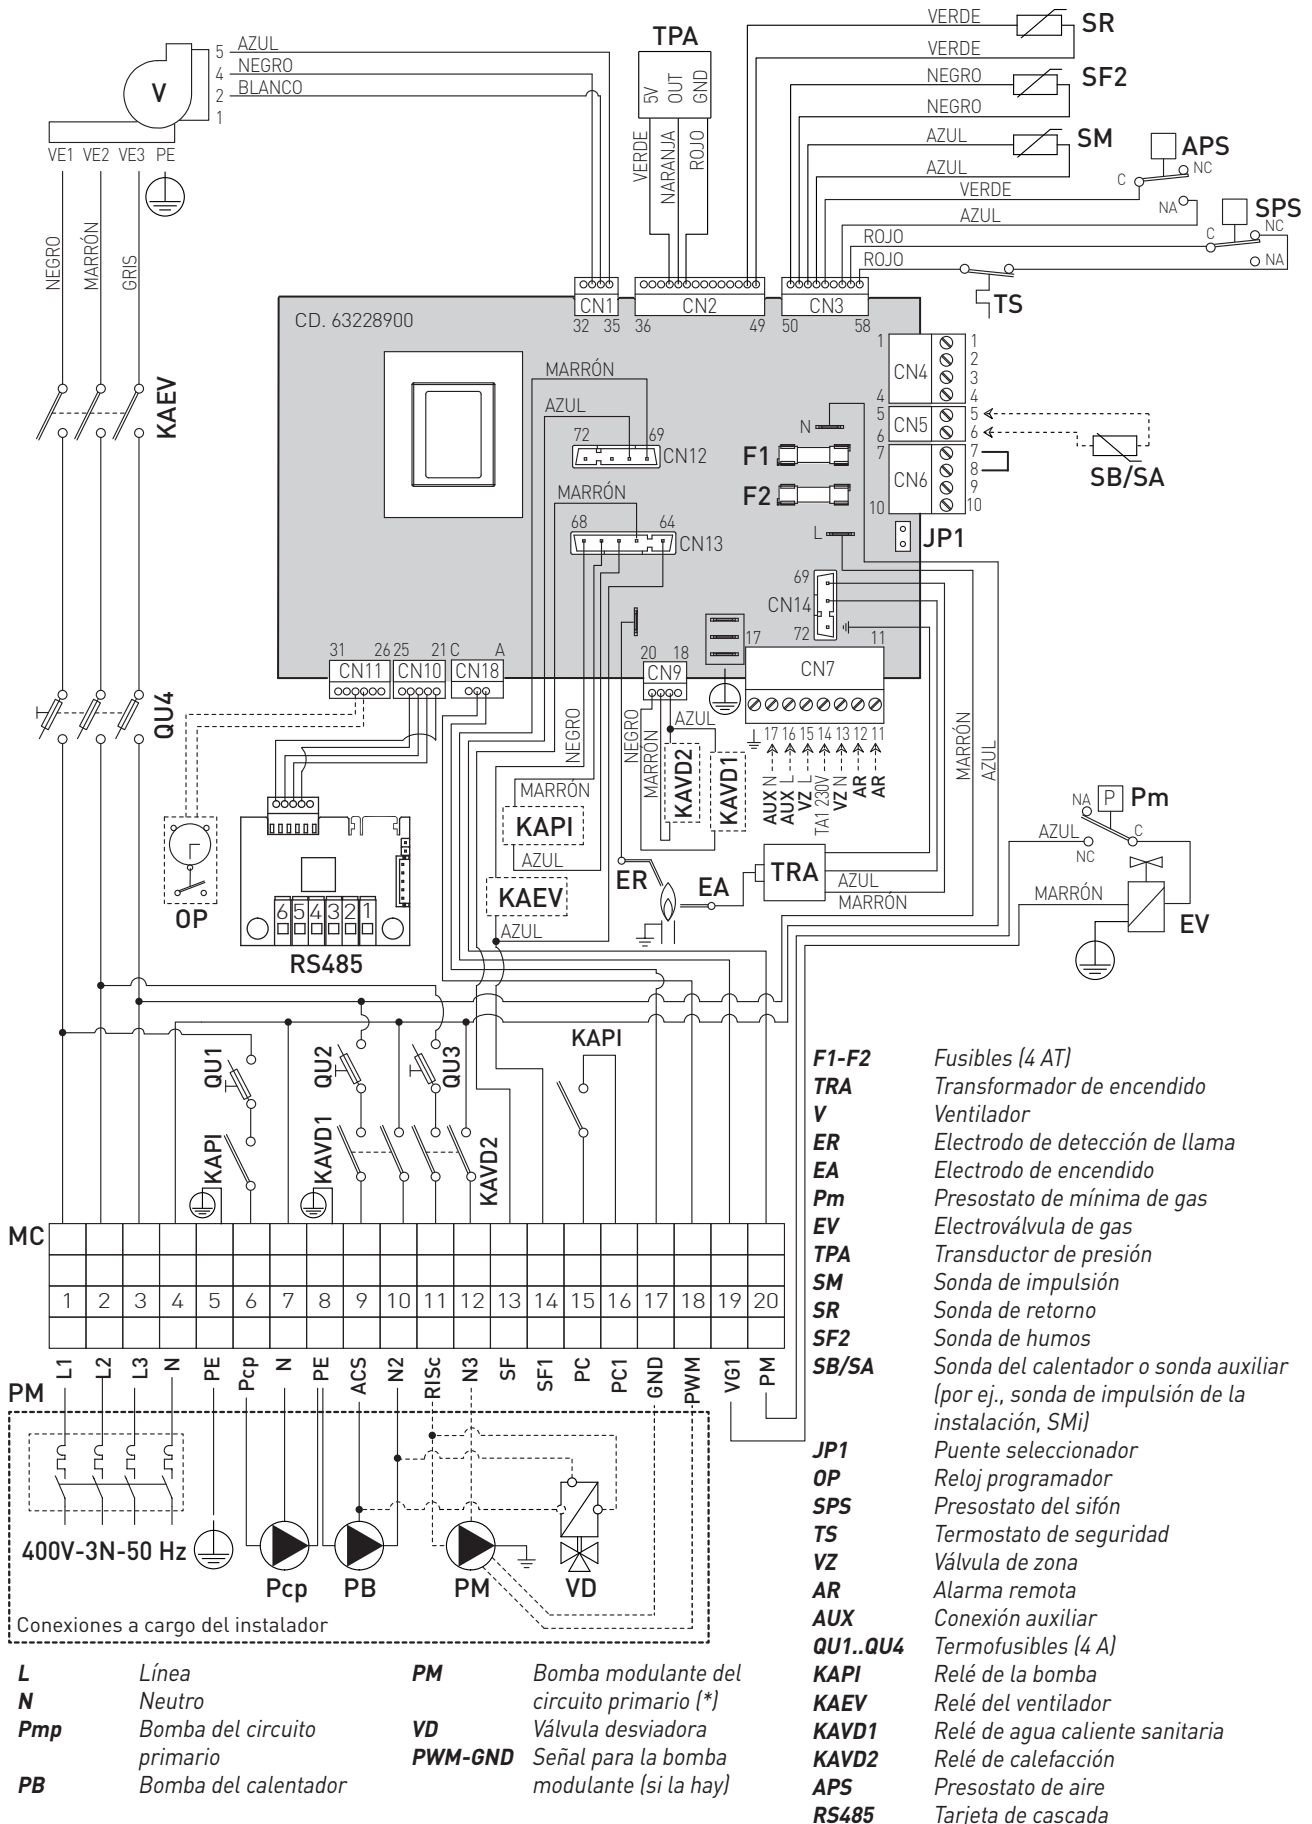 TPA
5V
OUT
GND
VERDE
NARANJA
ROJO
V
5
4
2
1
AZUL
NEGRO
BLANCO
VERDE
VERDE
SR
NEGRO
NEGRO
SF2
AZUL
AZUL
SM
VERDE
AZUL
APS
C
NC
NA
ROJO
ROJO
SPS
C
NC
NA
TS
VE1 VE2 VE3 PE
NEGRO
MARRÓN
GRIS
KAEV
QU4
CD. 63228900
CN1
32 35
CN2
36 49
CN3
50 58
MARRÓN
AZUL
72 69
CN12
MARRÓN
68 64
CN13
N
F1
F2
L
1
4
CN4
1
2
3
4
5
6
CN5
5
6
7
10
CN6
7
8
9
10
SB/SA
JP1
69
CN14
72
31 26
CN11
25 21
CN10
C A
CN18
20 18
CN9
17 11
CN7
17 16 15 14 13 12 11
AUX N
AUX L
VZ L
TA1 230V
VZ N
AR
AR
NEGRO
MARRÓN
KAPI
AZUL
KAEV
AZUL
NEGRO
MARRÓN
AZUL
KAVD2
KAVD1
ER
EA
TRA
AZUL
MARRÓN
MARRÓN
AZUL
NA
P
Pm
AZUL
C
NC
MARRÓN
EV
OP
6 5 4 3 2 1
RS485
QU1
KAPI
QU2
KAVD1
QU3
KAVD2
KAPI
MC
1 2 3 4 5 6 7 8 9 10 11 12 13 14 15 16 17 18 19 20
L1 L2 L3 N PE Pcp N PE ACS N2 RISc N3 SF SF1 PC PC1 GND PWM VG1 PM
PM
400V-3N-50 Hz
Pcp
PB
PM
VD
Conexiones a cargo del instalador
L Línea
N Neutro
Pmp Bomba del circuito
primario
PB Bomba del calentador
PM Bomba modulante del
circuito primario (*)
VD Válvula desviadora
PWM-GND Señal para la bomba
modulante (si la hay)
F1-F2 Fusibles (4 AT)
TRA Transformador de encendido
V Ventilador
ER Electrodo de detección de llama
EA Electrodo de encendido
Pm Presostato de mínima de gas
EV Electroválvula de gas
TPA Transductor de presión
SM Sonda de impulsión
SR Sonda de retorno
SF2 Sonda de humos
SB/SA Sonda del calentador o sonda auxiliar
(por ej., sonda de impulsión de la
instalación, SMi)
JP1 Puente seleccionador
OP Reloj programador
SPS Presostato del sifón
TS Termostato de seguridad
VZ Válvula de zona
AR Alarma remota
AUX Conexión auxiliar
QU1..QU4 Termofusibles (4 A)
KAPI Relé de la bomba
KAEV Relé del ventilador
KAVD1 Relé de agua caliente sanitaria
KAVD2 Relé de calefacción
APS Presostato de aire
RS485 Tarjeta de cascada